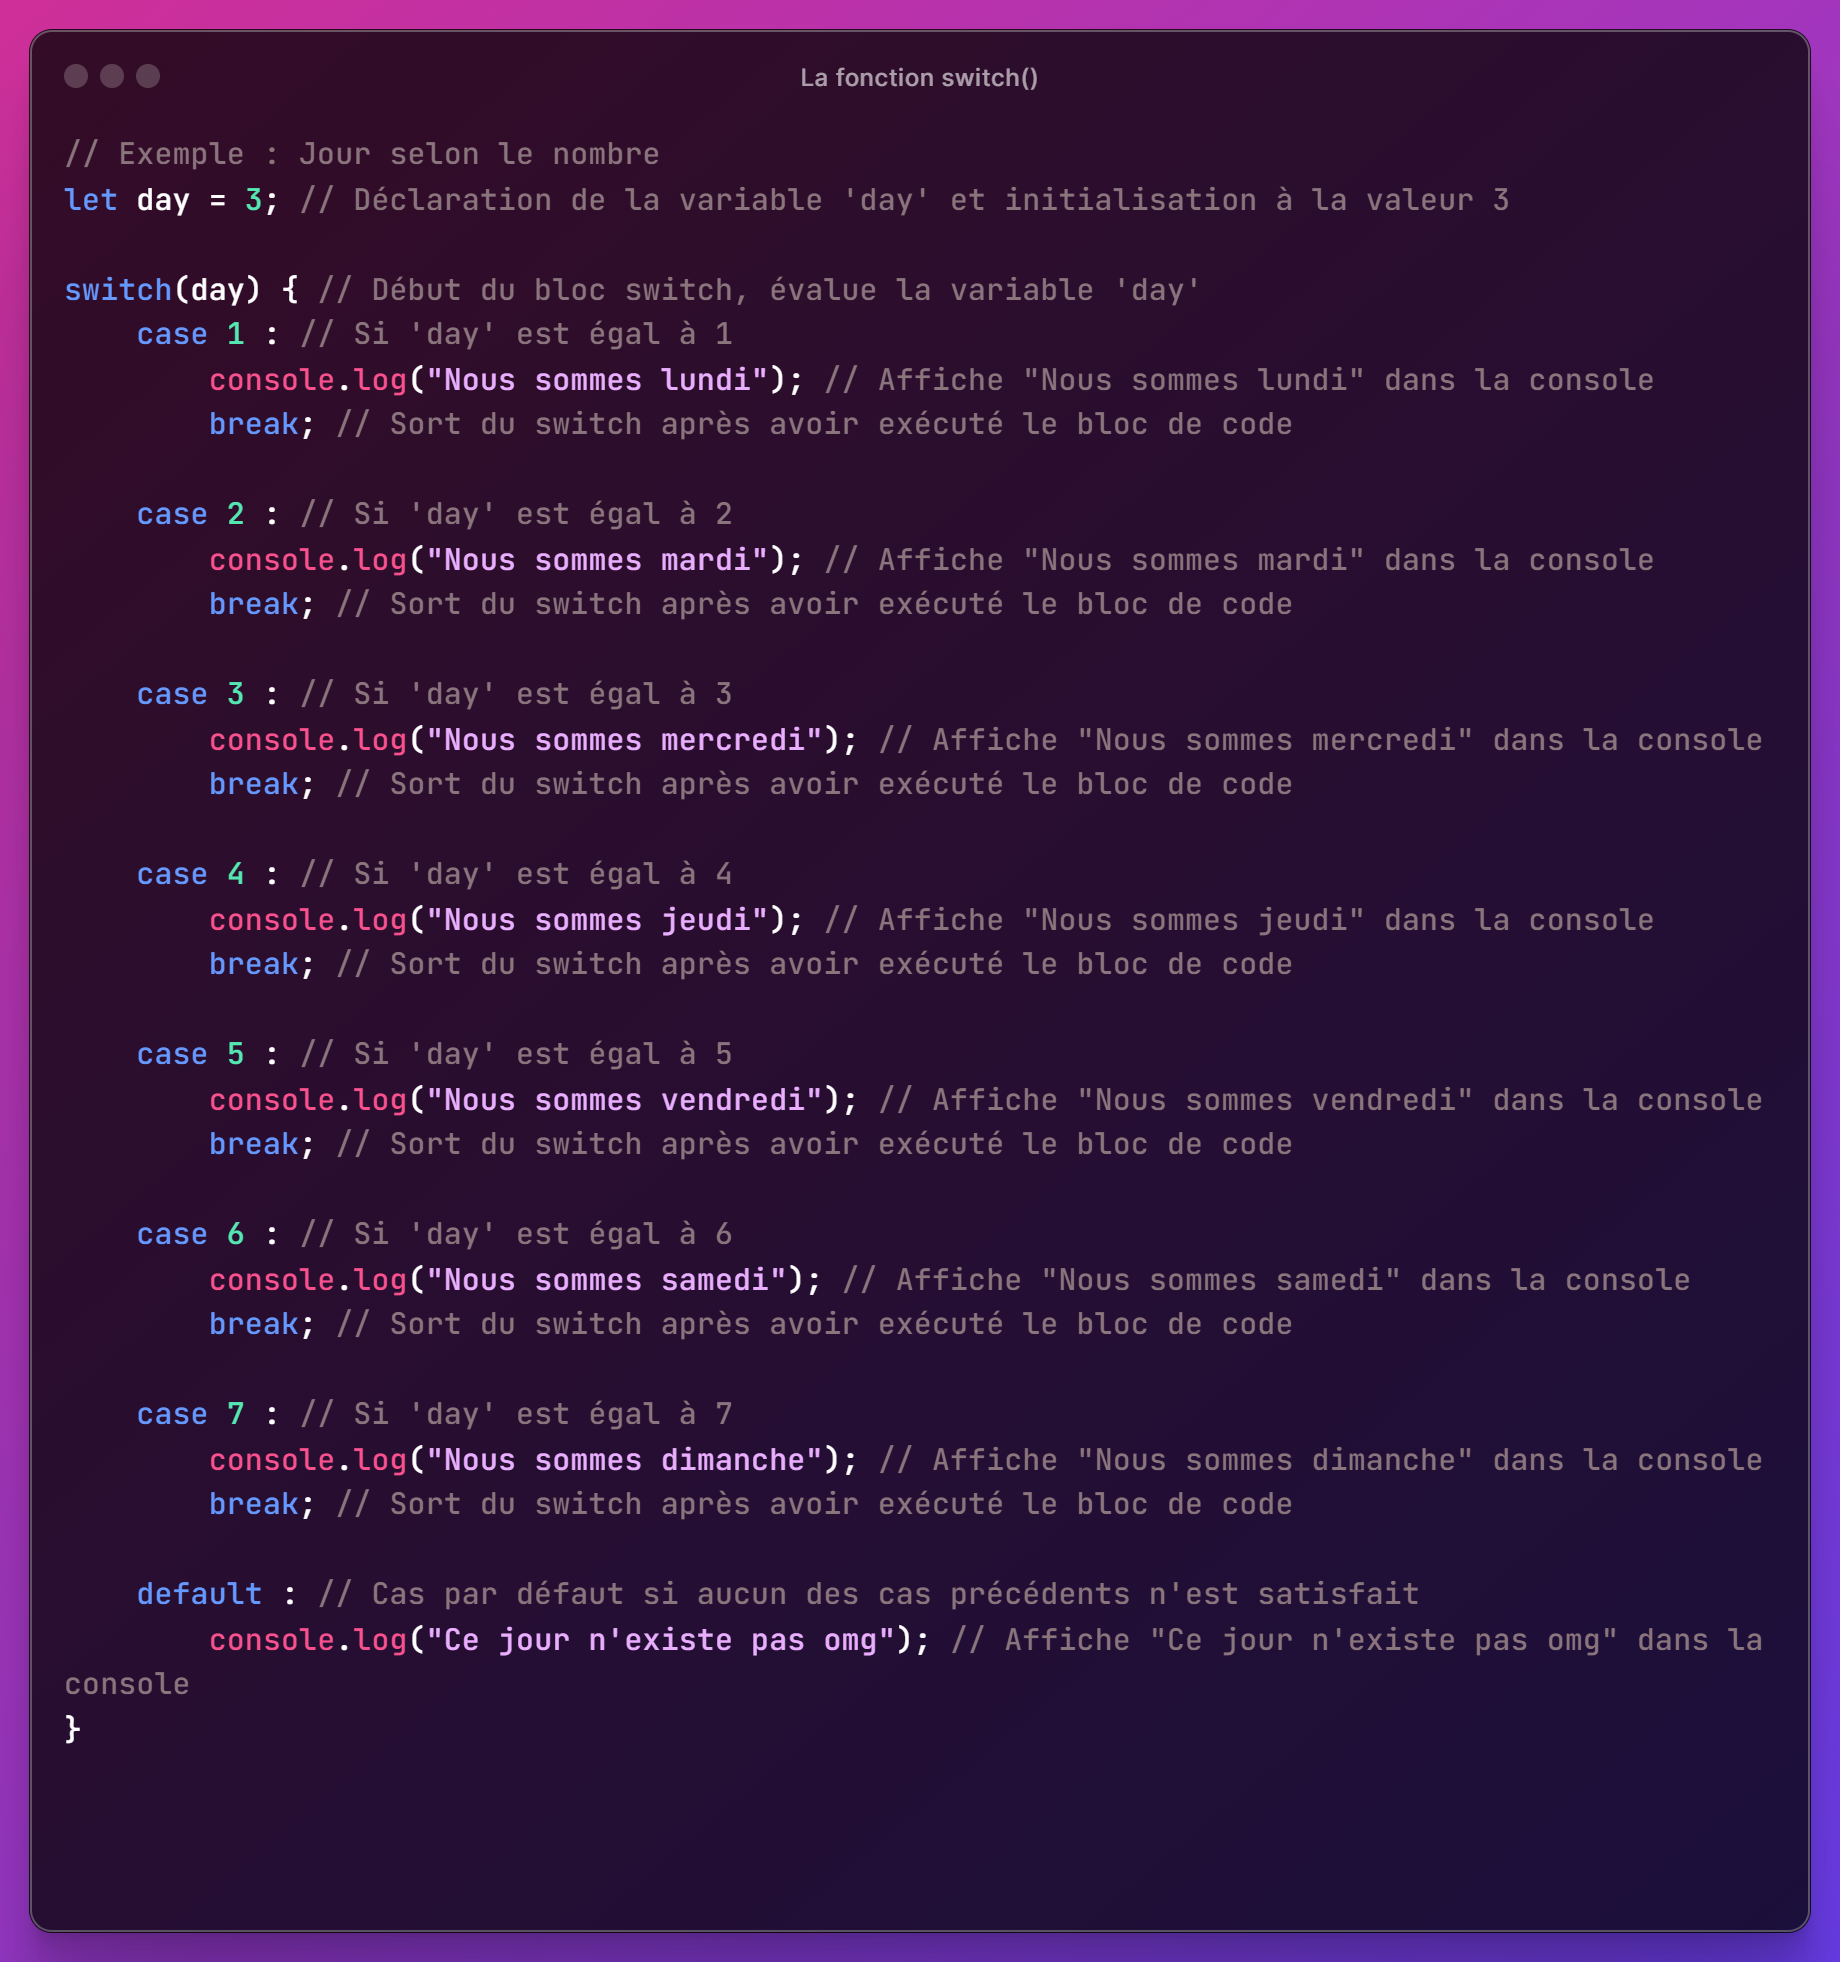 La fonction switch()
// Exemple : Jour selon le nombre
let day = 3; // Déclaration de la variable 'day' et initialisation à la valeur 3
switch(day) { // Début du bloc switch, évalue la variable 'day'
    case 1 : // Si 'day' est égal à 1
        console.log("Nous sommes lundi"); // Affiche "Nous sommes lundi" dans la console
        break; // Sort du switch après avoir exécuté le bloc de code
    case 2 : // Si 'day' est égal à 2
        console.log("Nous sommes mardi"); // Affiche "Nous sommes mardi" dans la console
        break; // Sort du switch après avoir exécuté le bloc de code
    case 3 : // Si 'day' est égal à 3
        console.log("Nous sommes mercredi"); // Affiche "Nous sommes mercredi" dans la console
        break; // Sort du switch après avoir exécuté le bloc de code
    case 4 : // Si 'day' est égal à 4
        console.log("Nous sommes jeudi"); // Affiche "Nous sommes jeudi" dans la console
        break; // Sort du switch après avoir exécuté le bloc de code
    case 5 : // Si 'day' est égal à 5
        console.log("Nous sommes vendredi"); // Affiche "Nous sommes vendredi" dans la console
        break; // Sort du switch après avoir exécuté le bloc de code
    case 6 : // Si 'day' est égal à 6
        console.log("Nous sommes samedi"); // Affiche "Nous sommes samedi" dans la console
        break; // Sort du switch après avoir exécuté le bloc de code
    case 7 : // Si 'day' est égal à 7
        console.log("Nous sommes dimanche"); // Affiche "Nous sommes dimanche" dans la console
        break; // Sort du switch après avoir exécuté le bloc de code
    default : // Cas par défaut si aucun des cas précédents n'est satisfait
        console.log("Ce jour n'existe pas omg"); // Affiche "Ce jour n'existe pas omg" dans la
console
}